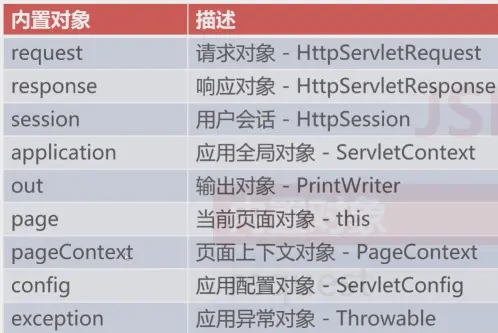 内置对象 描述
request 请求对象 - HttpServletRequest
response 响应对象 - HttpServletResponse
session 用户会话 - HttpSession
application 应用全局对象 - ServletContext
out 输出对象 - PrintWriter
page 当前页面对象 - this
pageContext 页面上下文对象 - PageContext
config 应用配置对象 - ServletConfig
exception 应用异常对象 - Throwable